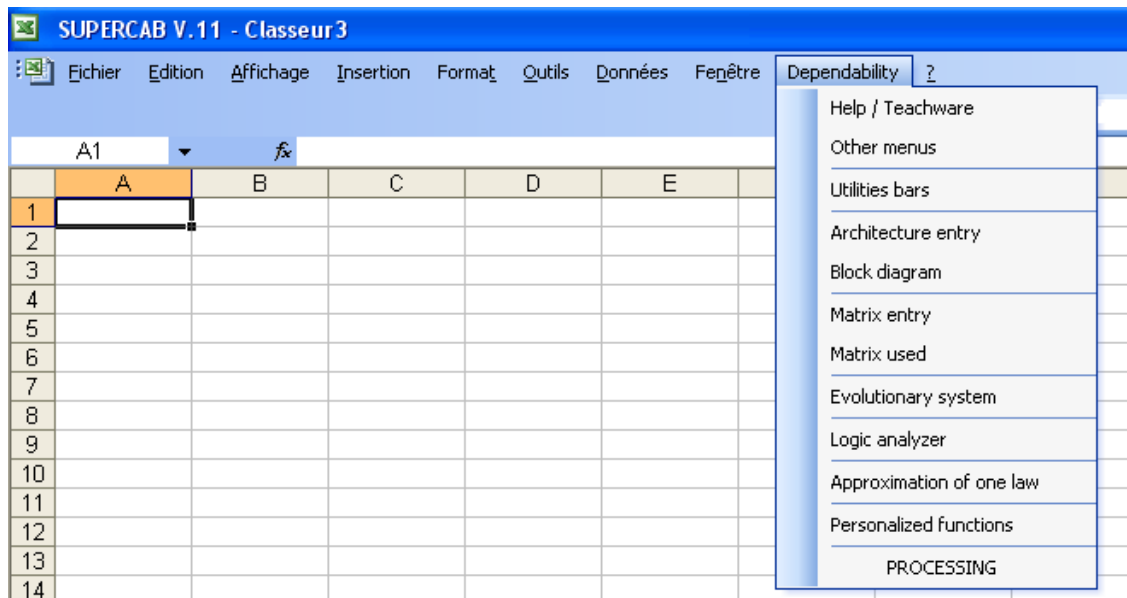 SUPERCAB V.11 - Classeur3
Fichier Edition Affichage Insertion Format Outils Données Fenêtre Dependability ?
Help / Teachware
Other menus
A1 fx
Utilities bars
A B C D E
1
2
Architecture entry
3
Block diagram
4
Matrix entry
5
6
Matrix used
7
Evolutionary system
8
9
Logic analyzer
10
Approximation of one law
11
12
Personalized functions
13
PROCESSING
14